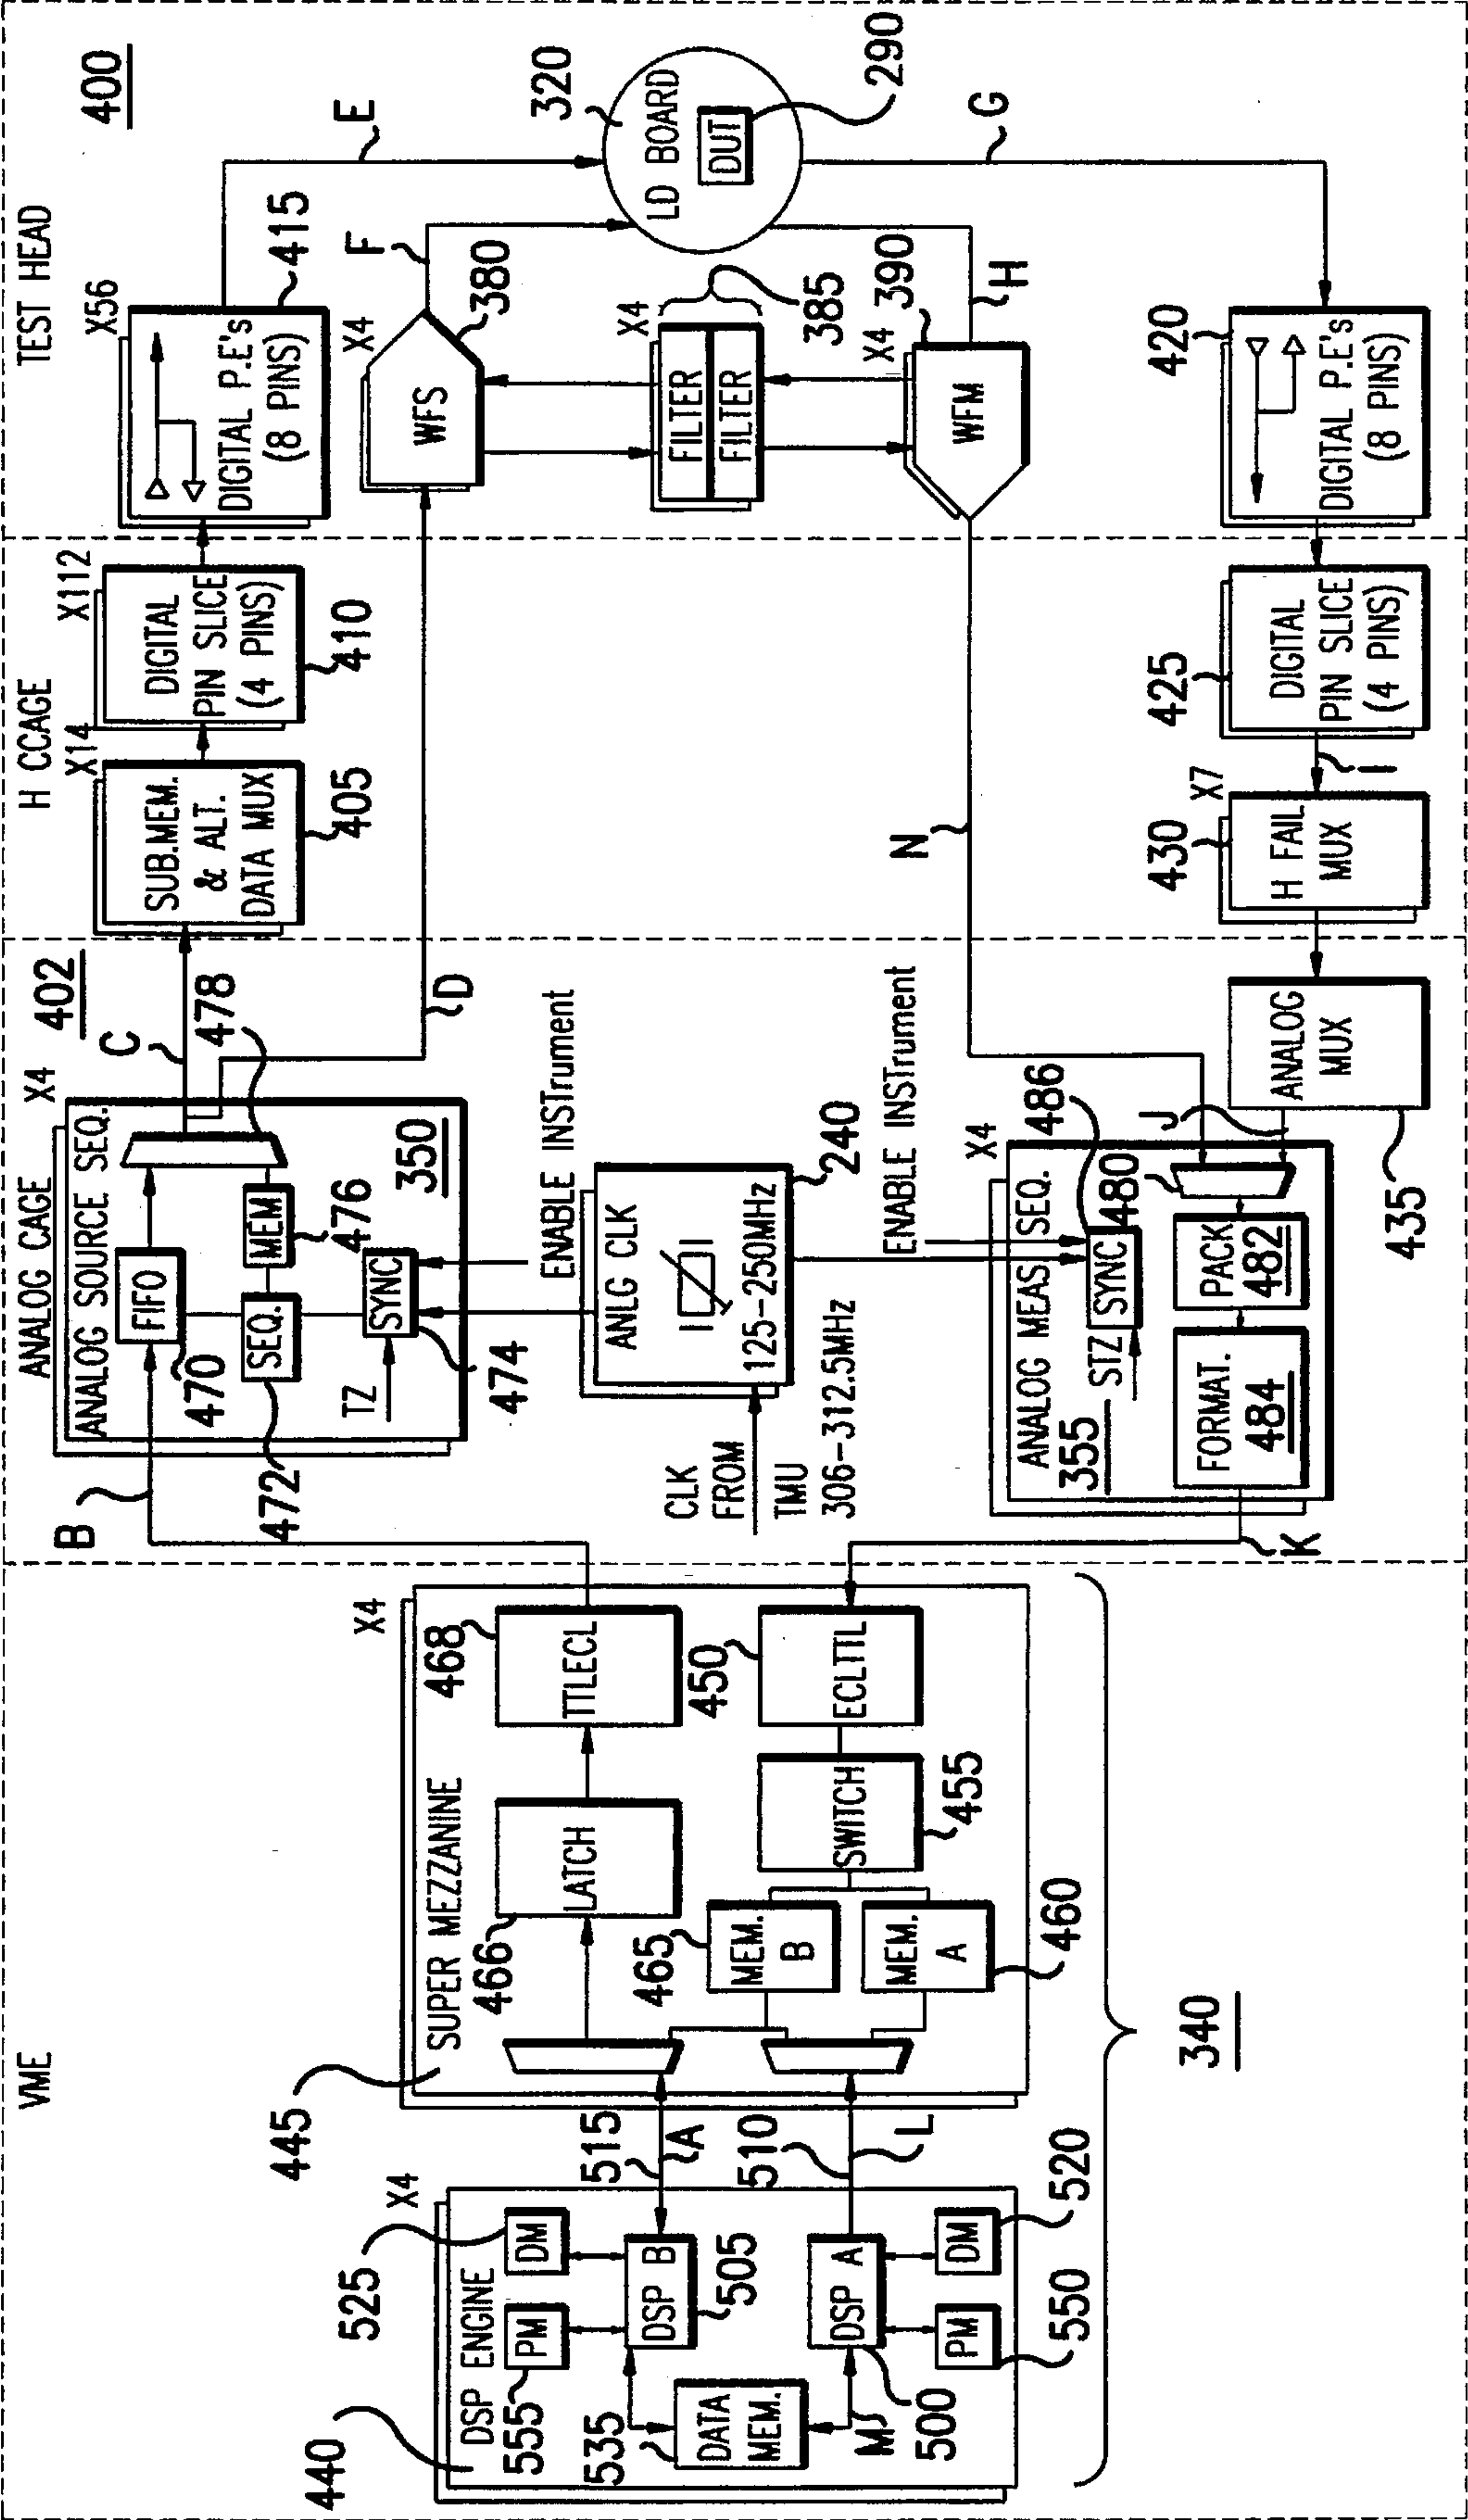 VME
ANALOG CAGE
H CCAGE
TEST HEAD
400
402
440
DSP ENGINE
X4
525
DM
PM
555
DSP B
505
535
DATA
MEM.
M
DSP A
500
PM
550
DM
520
515
A
510
L
445
SUPER MEZZANINE
X4
466
LATCH
468
TTLECL
465
MEM.
B
MEM.
A
460
SWITCH
455
450
ECLTTL
340
B
ANALOG SOURCE SEQ.
X4
FIFO
470
SEQ.
472
MEM
476
TZ
SYNC
474
350
478
C
D
ENABLE INSTrument
CLK
FROM
TMU
306-312.5MHz
ANLG CLK
125-250MHz
240
ENABLE INSTrument
ANALOG MEAS SEQ.
X4
355
STZ
SYNC
486
480
PACK
482
FORMAT.
484
K
J
ANALOG
MUX
435
X14
SUB.MEM.
& ALT.
DATA MUX
405
X112
DIGITAL
PIN SLICE
(4 PINS)
410
N
X7
430
H FAIL
MUX
I
425
DIGITAL
PIN SLICE
(4 PINS)
X56
DIGITAL P.E's
(8 PINS)
415
E
X4
WFS
380
F
X4
FILTER
FILTER
385
X4
390
WFM
H
320
LD BOARD
DUT
290
G
420
DIGITAL P.E's
(8 PINS)